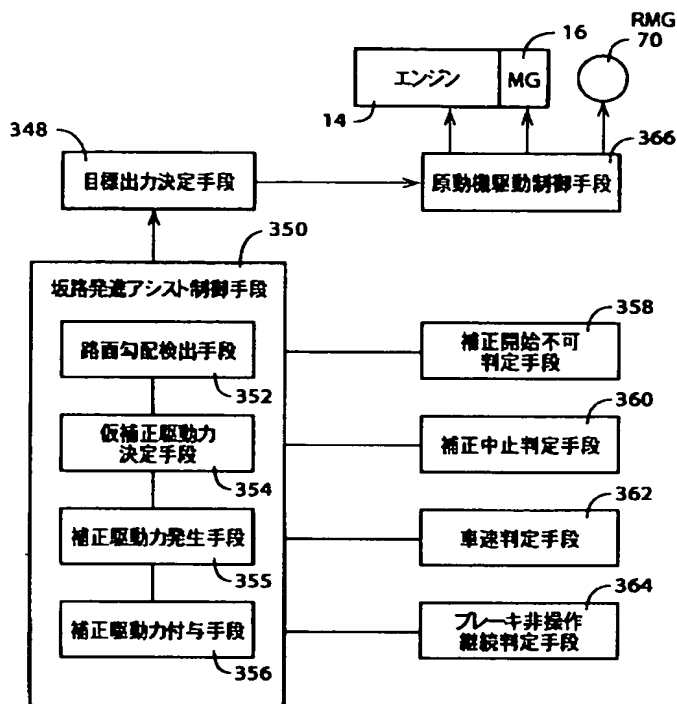 RMG
70
16
エンジン
MG
14
348
366
目標出力決定手段
原動機駆動制御手段
350
坂路発進アシスト制御手段
路面勾配検出手段
352
仮補正駆動力
決定手段
354
補正駆動力発生手段
355
補正駆動力付与手段
356
358
補正開始不可
判定手段
360
補正中止判定手段
362
車速判定手段
364
ブレーキ非操作
継続判定手段